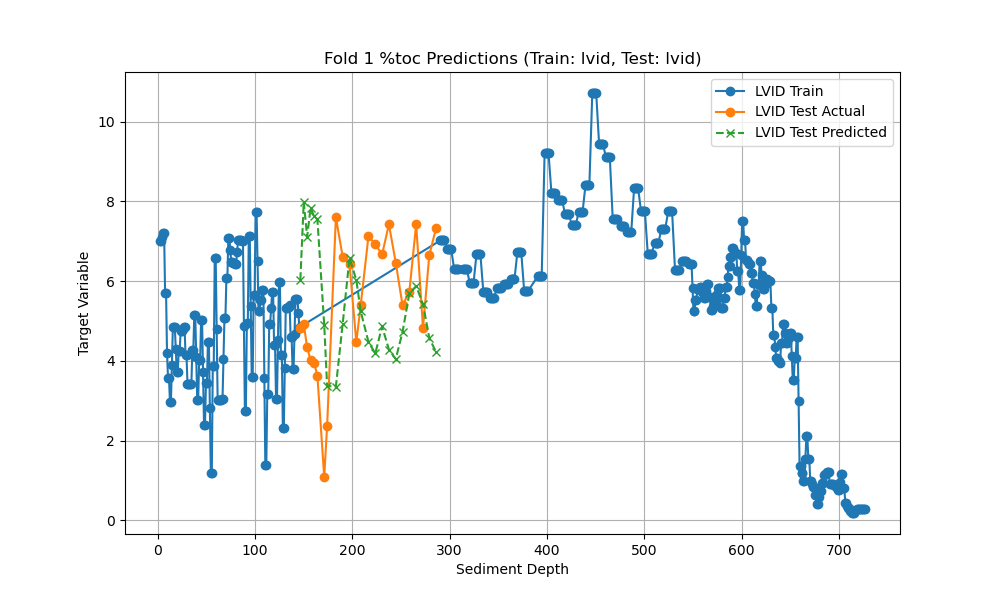 Fold 1 %toc Predictions (Train: lvid, Test: lvid)
LVID Train
LVID Test Actual
LVID Test Predicted
Target Variable
10
8
6
4
2
0
0 100 200 300 400 500 600 700
Sediment Depth